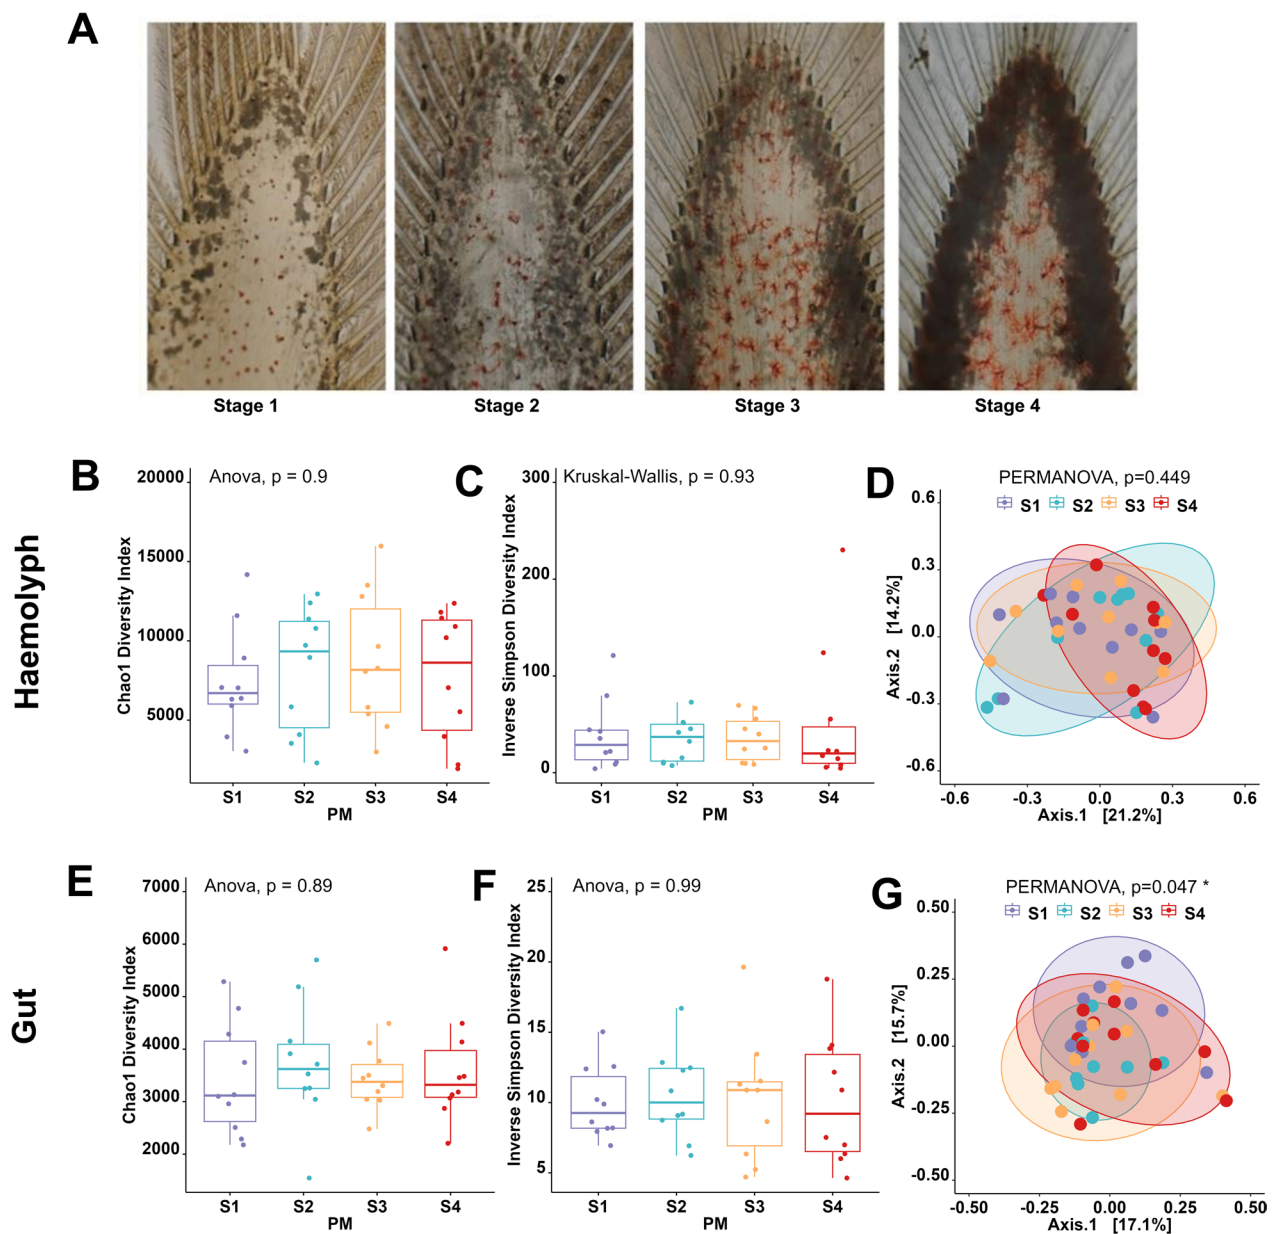 A
Stage 1
Stage 2
Stage 3
Stage 4
Haemolyph
B
Anova, p = 0.9
Chao1 Diversity Index
20000
15000
10000
5000
S1 S2 S3 S4
PM
C
Kruskal-Wallis, p = 0.93
Inverse Simpson Diversity Index
300
200
100
0
S1 S2 S3 S4
PM
D
PERMANOVA, p=0.449
S1 S2 S3 S4
Axis.2 [14.2%]
0.6
0.3
0.0
-0.3
-0.6
-0.6 -0.3 0.0 0.3 0.6
Axis.1 [21.2%]
Gut
E
Anova, p = 0.89
Chao1 Diversity Index
7000
6000
5000
4000
3000
2000
S1 S2 S3 S4
PM
F
Anova, p = 0.99
Inverse Simpson Diversity Index
25
20
15
10
5
S1 S2 S3 S4
PM
G
PERMANOVA, p=0.047 *
S1 S2 S3 S4
Axis.2 [15.7%]
0.50
0.25
0.00
-0.25
-0.50
-0.50 -0.25 0.00 0.25 0.50
Axis.1 [17.1%]